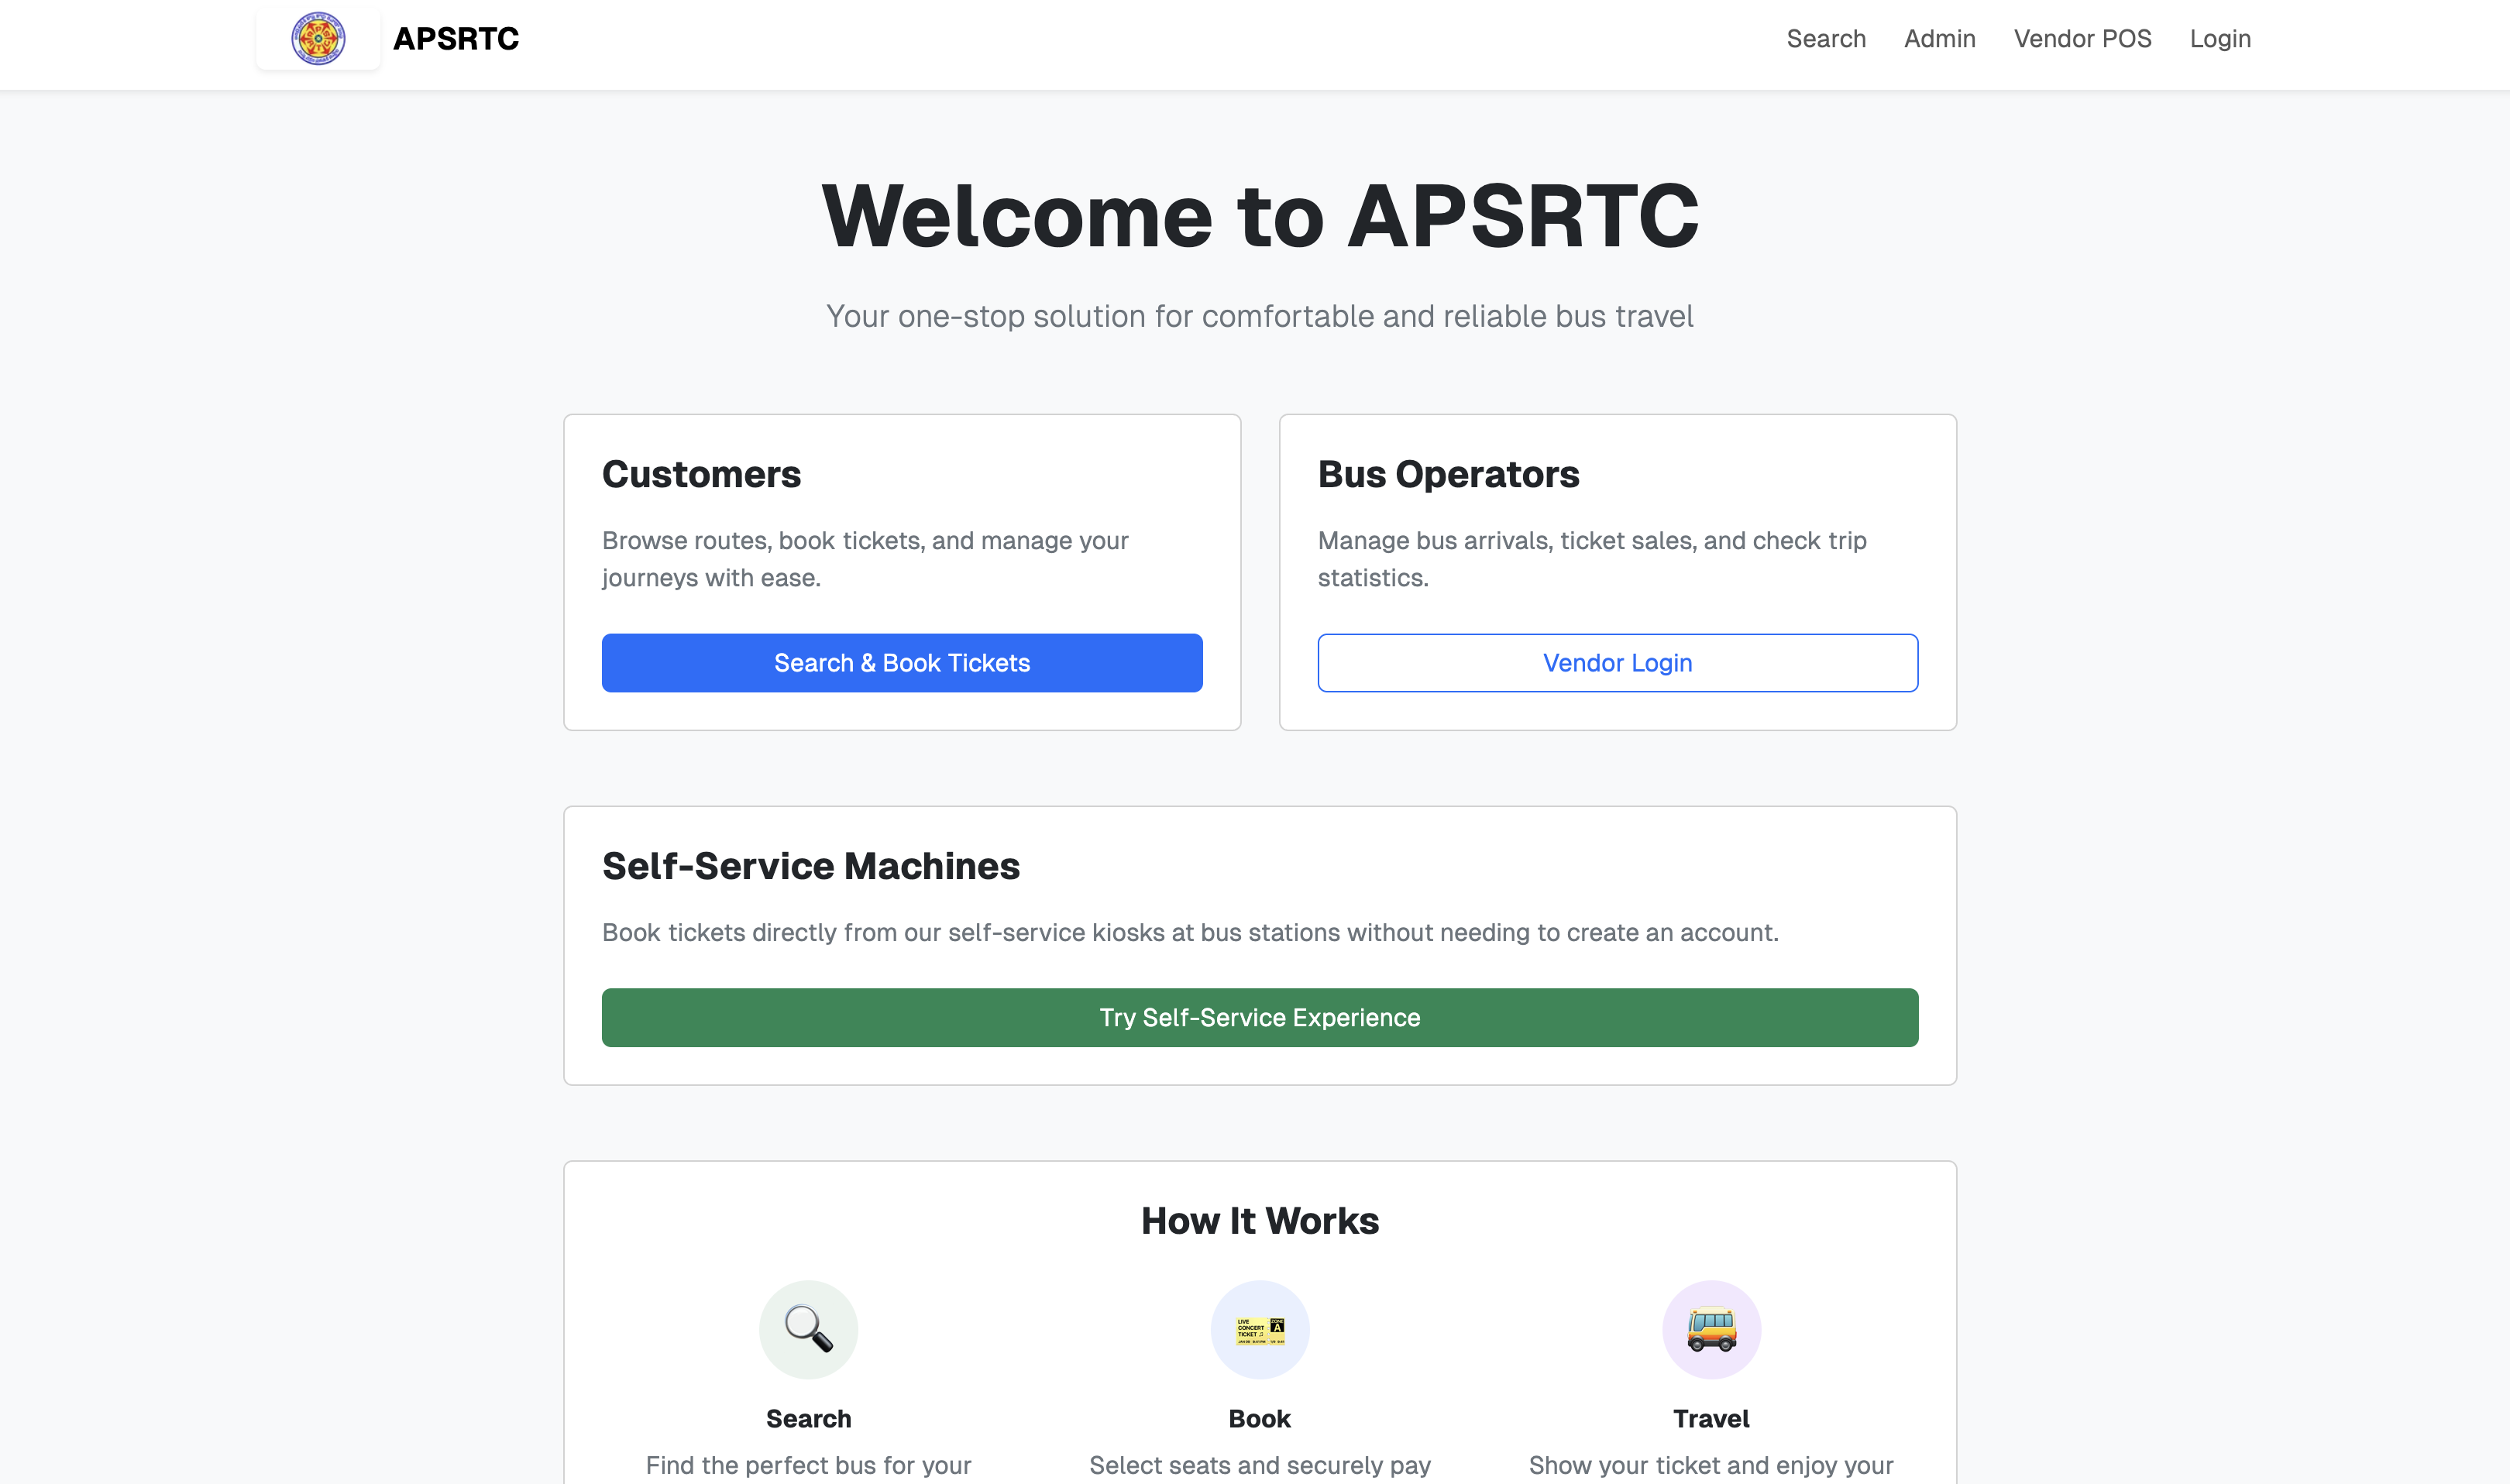 APSRTC
Search Admin Vendor POS Login
Welcome to APSRTC
Your one-stop solution for comfortable and reliable bus travel
Customers
Browse routes, book tickets, and manage your
journeys with ease.
Search & Book Tickets
Bus Operators
Manage bus arrivals, ticket sales, and check trip
statistics.
Vendor Login
Self-Service Machines
Book tickets directly from our self-service kiosks at bus stations without needing to create an account.
Try Self-Service Experience
How It Works
LIVE
CONCERT
TICKET
A
Search
Find the perfect bus for your
Book
Select seats and securely pay
Travel
Show your ticket and enjoy your